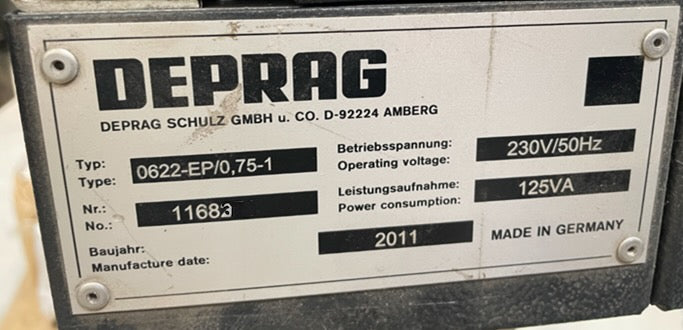 DEPRAG
DEPRAG SCHULZ GMBH u. CO. D-92224 AMBERG
Typ:
Type:
0622-EP/0,75-1
Betriebsspannung:
Operating voltage:
230V/50Hz
Nr.:
No.:
11683
Leistungsaufnahme:
Power consumption:
125VA
Baujahr:
Manufacture date:
2011
MADE IN GERMANY